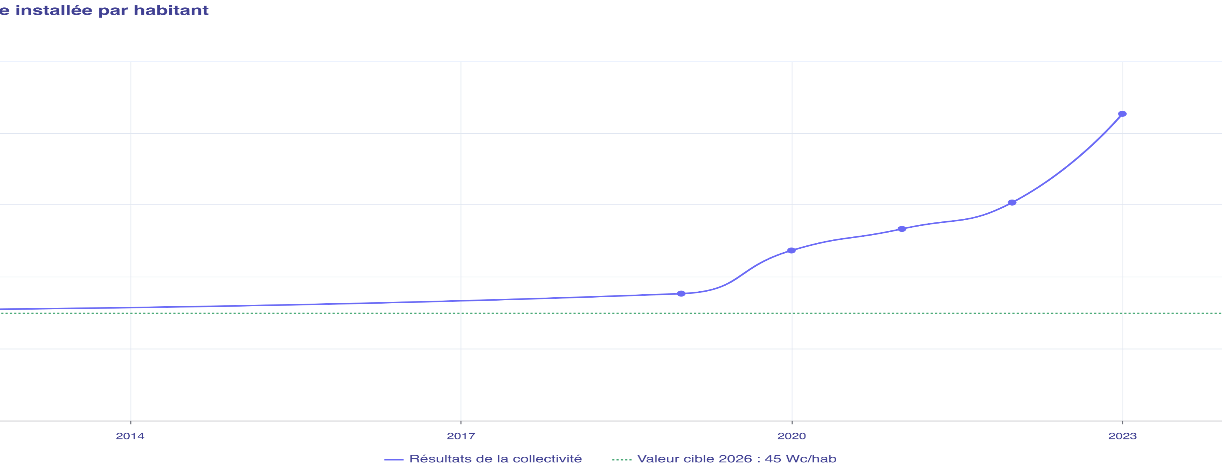 e installée par habitant
2014 2017 2020 2023
Résultats de la collectivité Valeur cible 2026 : 45 Wc/hab